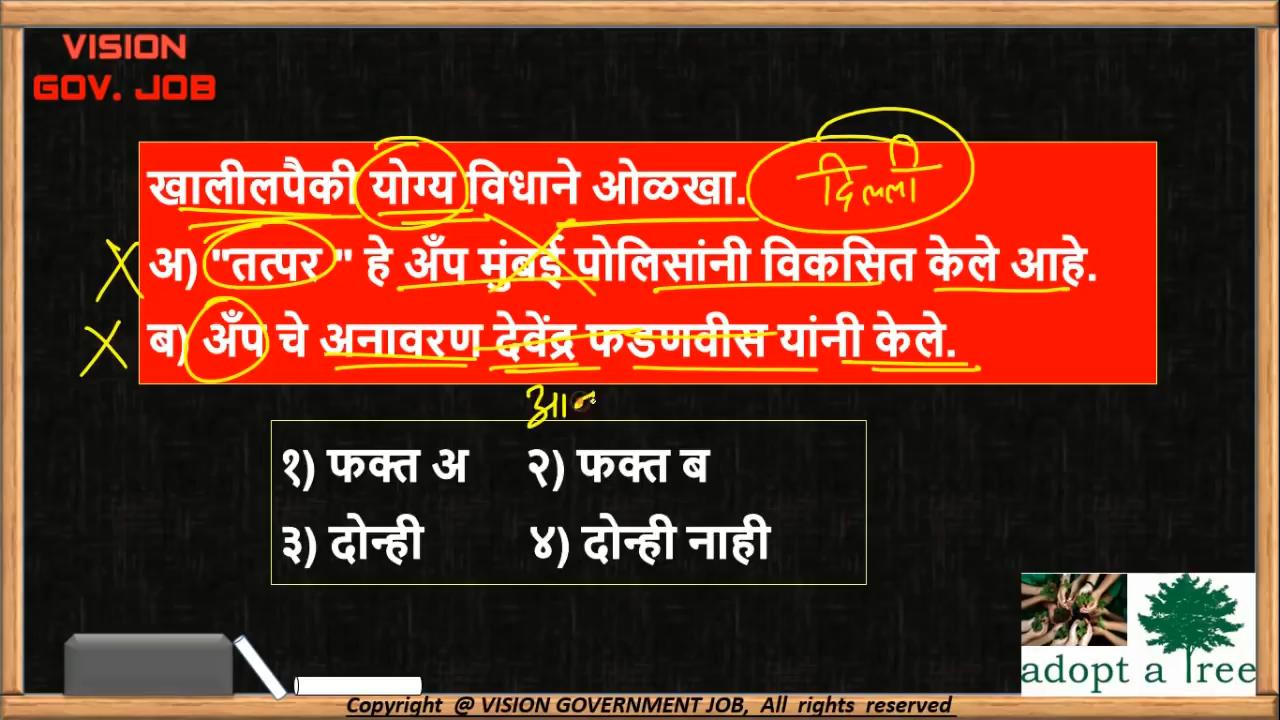 VISION
GOV. JOB
खालीलपैकी योग्य विधाने ओळखा. दिल्ली
अ) "तत्पर " हे अँप मुंबई पोलिसांनी विकसित केले आहे.
ब) अँप चे अनावरण देवेंद्र फडणवीस यांनी केले.
१) फक्त अ २) फक्त ब
३) दोन्ही ४) दोन्ही नाही
adopt a Tree
Copyright @ VISION GOVERNMENT JOB, All rights reserved